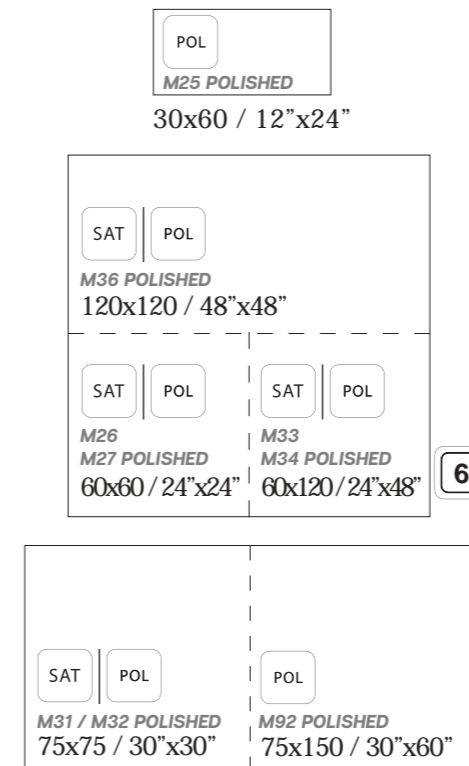 POL
M25 POLISHED
30x60 / 12”x24”
SAT POL
M36 POLISHED
120x120 / 48”x48”
SAT POL
M26
M27 POLISHED
60x60 / 24”x24”
SAT POL
M33
M34 POLISHED
60x120 / 24”x48”
6
SAT POL
M31 / M32 POLISHED
75x75 / 30”x30”
POL
M92 POLISHED
75x150 / 30”x60”